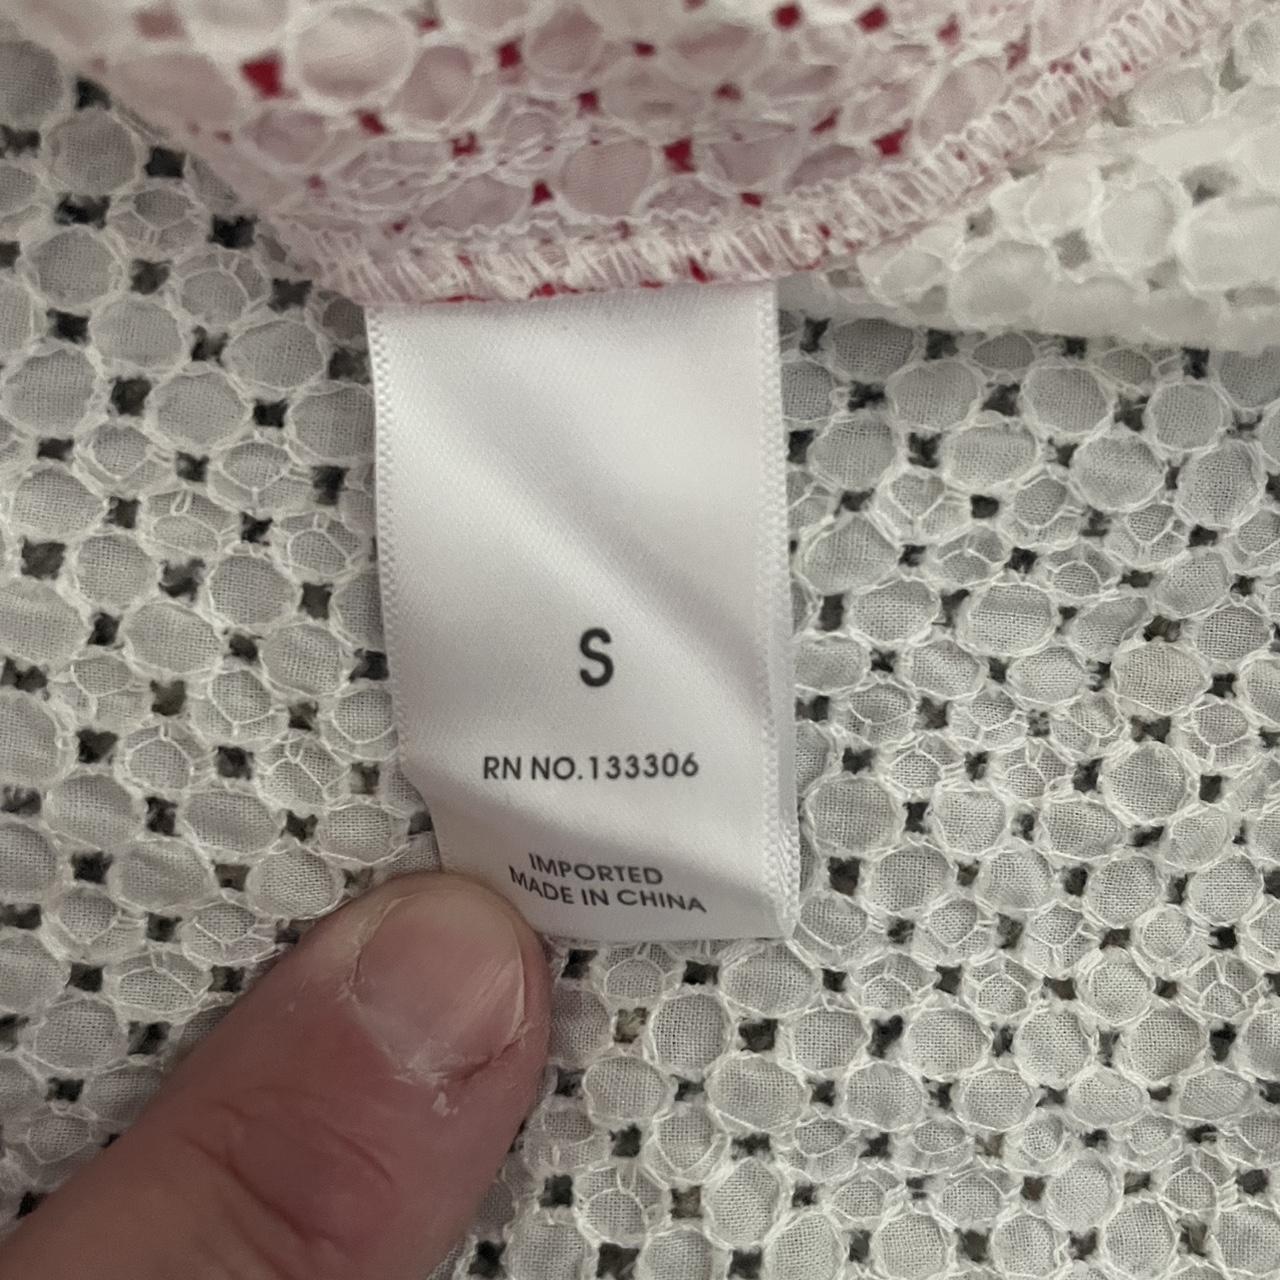 S
RN NO.133306
IMPORTED
MADE IN CHINA